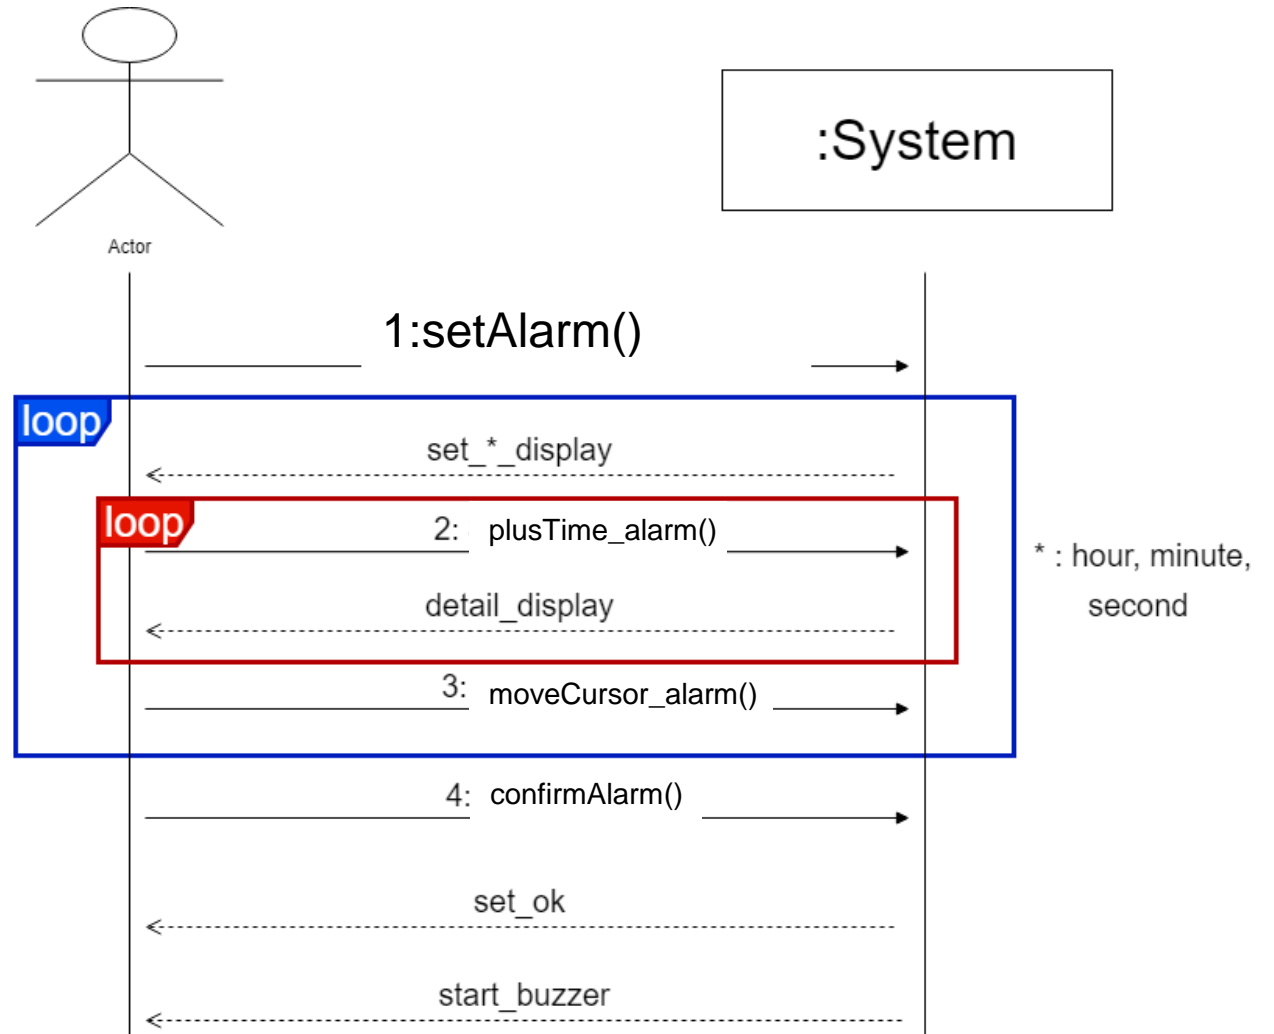 :System
Actor
1:setAlarm()
loop
set_*_display
loop
2: plusTime_alarm()
* : hour, minute,
second
detail_display
3: moveCursor_alarm()
4: confirmAlarm()
set_ok
start_buzzer